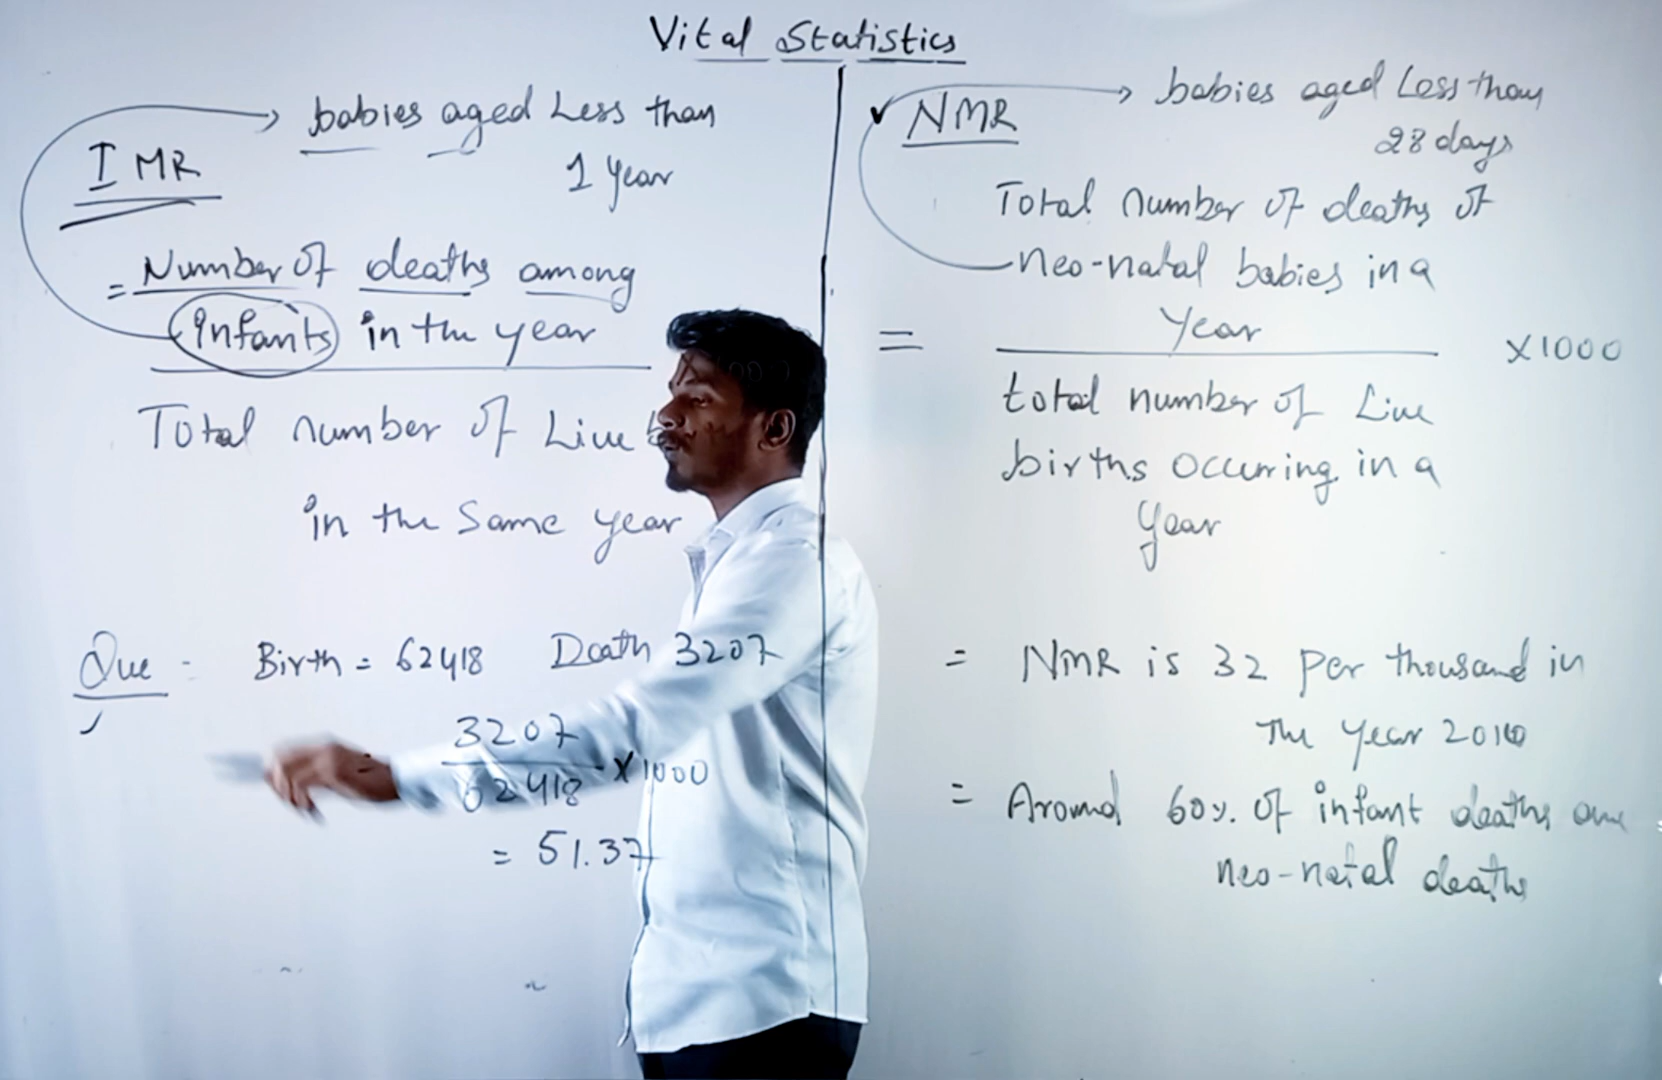 Vital Statistics
babies aged Less than
1 year
IMR
= Number of deaths among
infants in the year
Total number of Live
in the same year
Que - Birth = 62418 Death 3207
= 3207
62418 × 1000
= 51.37
NMR
babies aged Less than
28 days
Total number of deaths of
neo-natal babies in a
year
= ×1000
total number of Live
births occurring in a
year
= NMR is 32 per thousand in
the year
= Around 60% of infant deaths are
neo-natal deaths